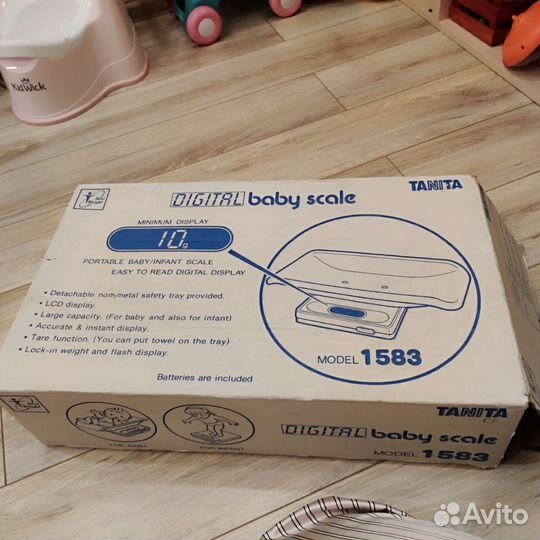 KidWick
DIGITAL baby scale
TANITA
MINIMUM DISPLAY
10g
PORTABLE BABY/INFANT SCALE
EASY TO READ DIGITAL DISPLAY
• Detachable non-metal safety tray provided.
• LCD display.
• Large capacity. (For baby and also for infant)
• Accurate & instant display.
• Tare function. (You can put towel on the tray)
• Lock-in weight and flash display.
Batteries are included
MODEL 1583
FOR BABY
FOR INFANT
DIGITAL baby scale
MODEL 1583
TANITA
CE
Avito